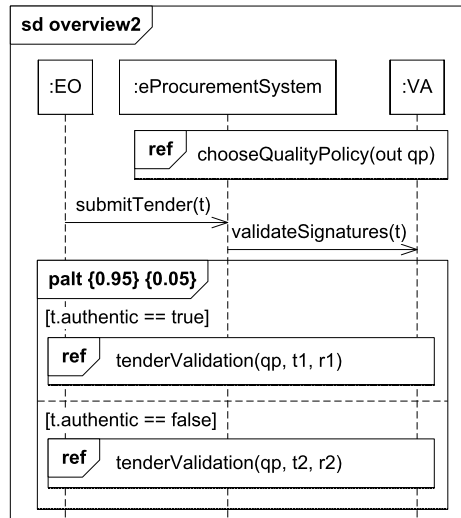 sd overview2
:EO
:eProcurementSystem
:VA
ref
chooseQualityPolicy(out qp)
submitTender(t)
validateSignatures(t)
palt {0.95} {0.05}
[t.authentic == true]
ref
tenderValidation(qp, t1, r1)
[t.authentic == false]
ref
tenderValidation(qp, t2, r2)